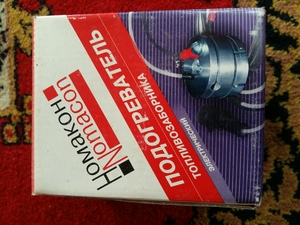 Номакон
Nomacon
ПОДОГРЕВАТЕЛЬ
ТОПЛИВОЗАБОРНИКА
ЭЛЕКТРИЧЕСКИЙ